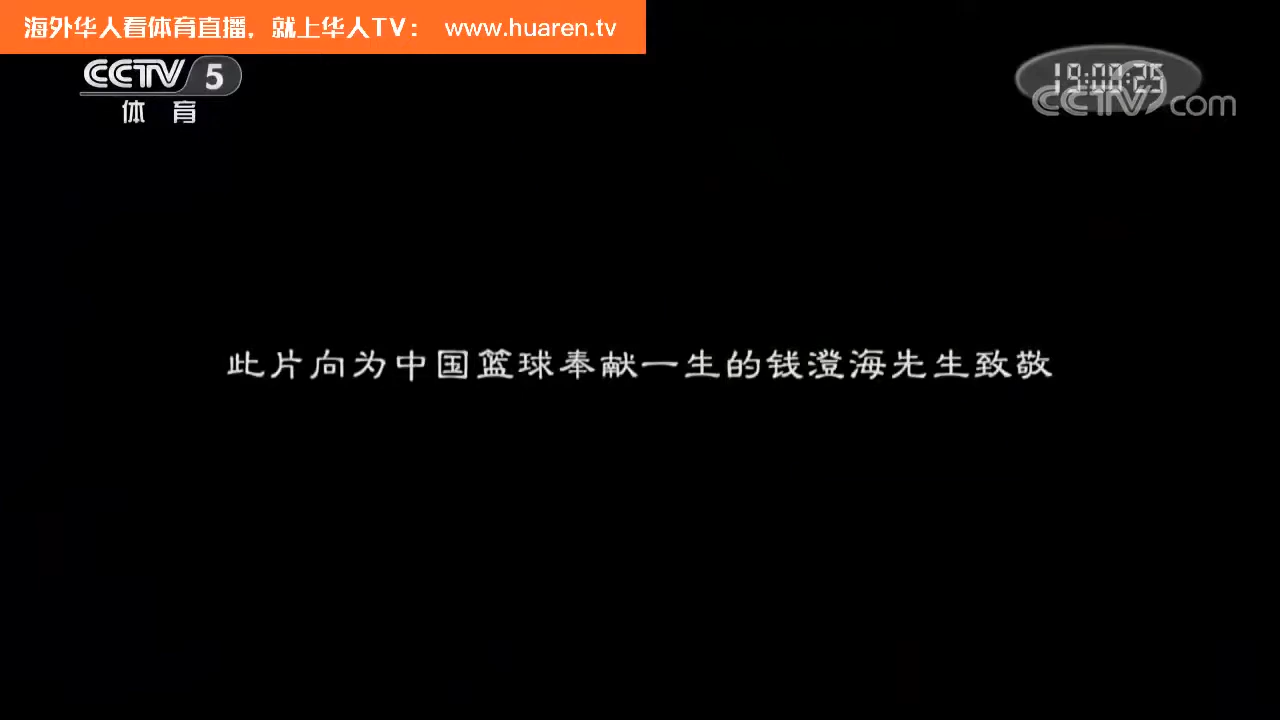 海外华人看体育直播，就上华人TV： www.huaren.tv
CCTV 5
体 育
CCTV com
此片向为中国篮球奉献一生的钱澄海先生致敬